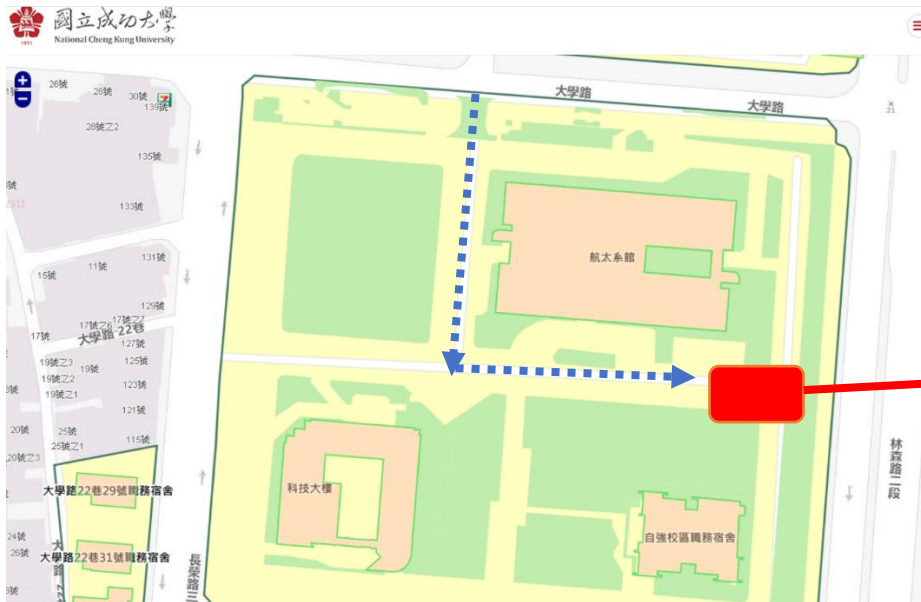 國立成功大學
National Cheng Kung University
1931
26號
28號
30號
139號
7
28號之2
135號
133號
131號
11號
15號
129號
17號之7
17號之6
17號
大學路22巷
127號
19號之3
19號
125號
19號之2
123號
19號之1
121號
20號
25號
115號
25號之1
20號之3
大學路22巷29號職務宿舍
24號
26號
大學路22巷31號職務宿舍
大學路
大學路
21
航太系館
科技大樓
自強校區職務宿舍
林森路二段
長榮路三